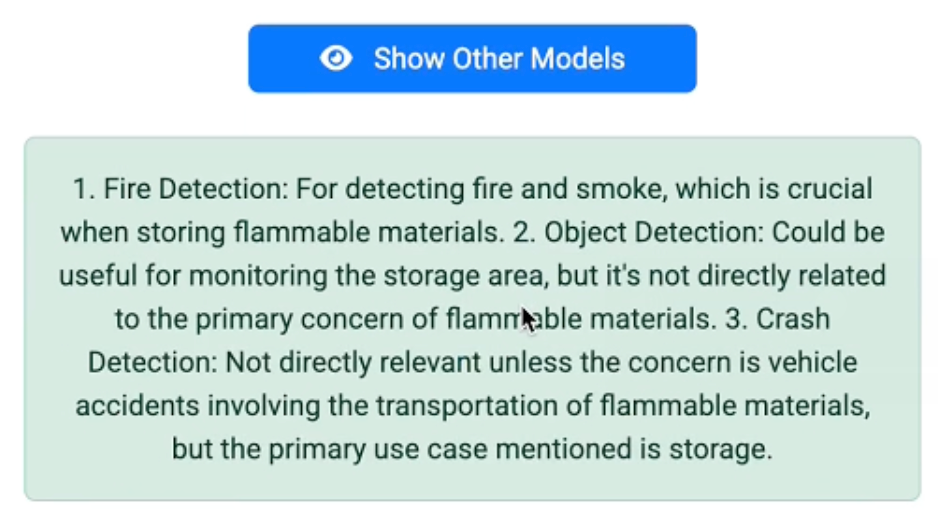 Show Other Models
1. Fire Detection: For detecting fire and smoke, which is crucial
when storing flammable materials. 2. Object Detection: Could be
useful for monitoring the storage area, but it's not directly related
to the primary concern of flammable materials. 3. Crash
Detection: Not directly relevant unless the concern is vehicle
accidents involving the transportation of flammable materials,
but the primary use case mentioned is storage.